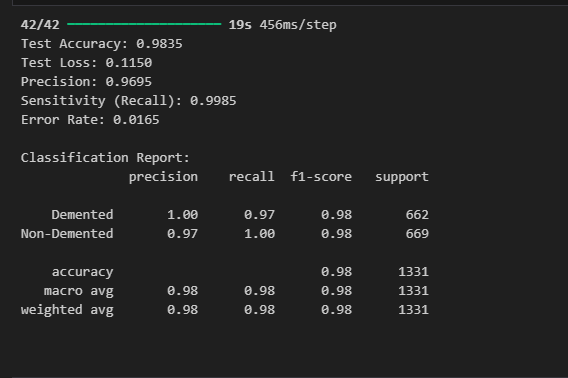 42/42 ━━━━━━━━━━━━━━━━━━━━ 19s 456ms/step
Test Accuracy: 0.9835
Test Loss: 0.1150
Precision: 0.9695
Sensitivity (Recall): 0.9985
Error Rate: 0.0165
Classification Report:
precision recall f1-score support
Demented 1.00 0.97 0.98 662
Non-Demented 0.97 1.00 0.98 669
accuracy 0.98 1331
macro avg 0.98 0.98 0.98 1331
weighted avg 0.98 0.98 0.98 1331